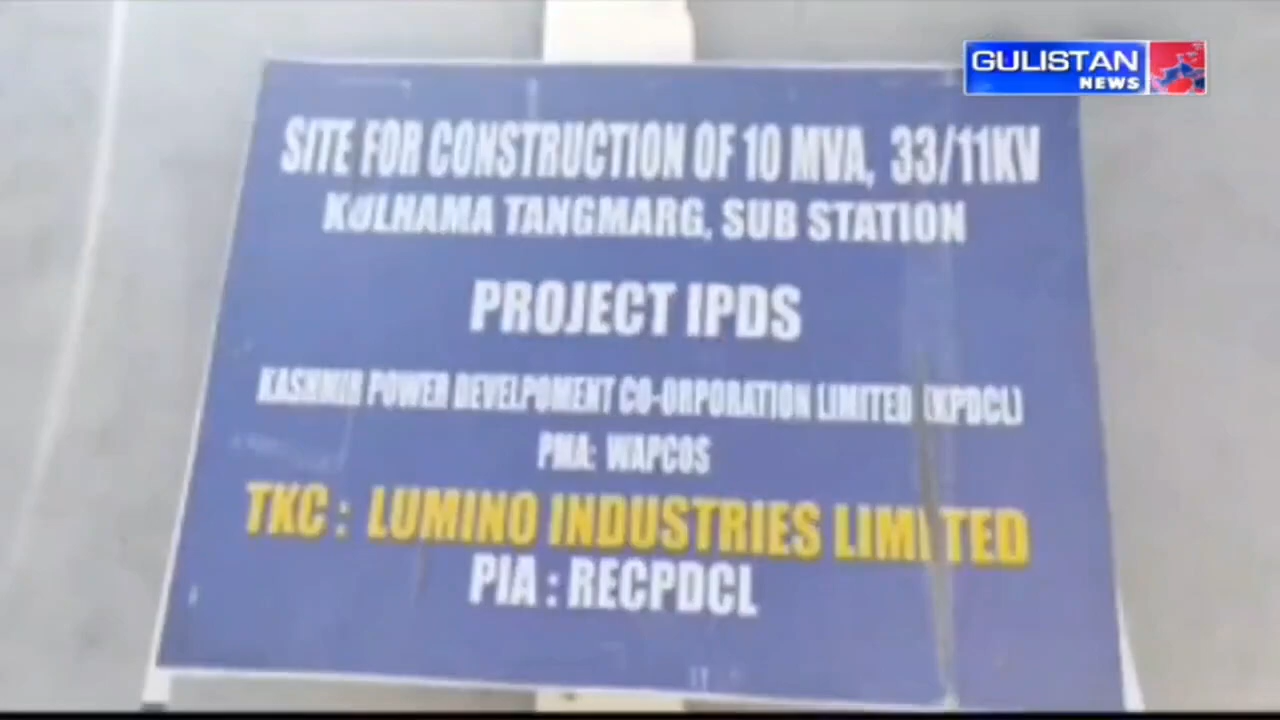 GULISTAN
NEWS
SITE FOR CONSTRUCTION OF 10 MVA, 33/11KV
KULHAMA TANGMARG, SUB STATION
PROJECT IPDS
KASHMIR POWER DEVELPOMENT CO-ORPORATION LIMITED (KPDCL)
PMA: WAPCOS
TKC : LUMINO INDUSTRIES LIMITED
PIA : RECPDCL